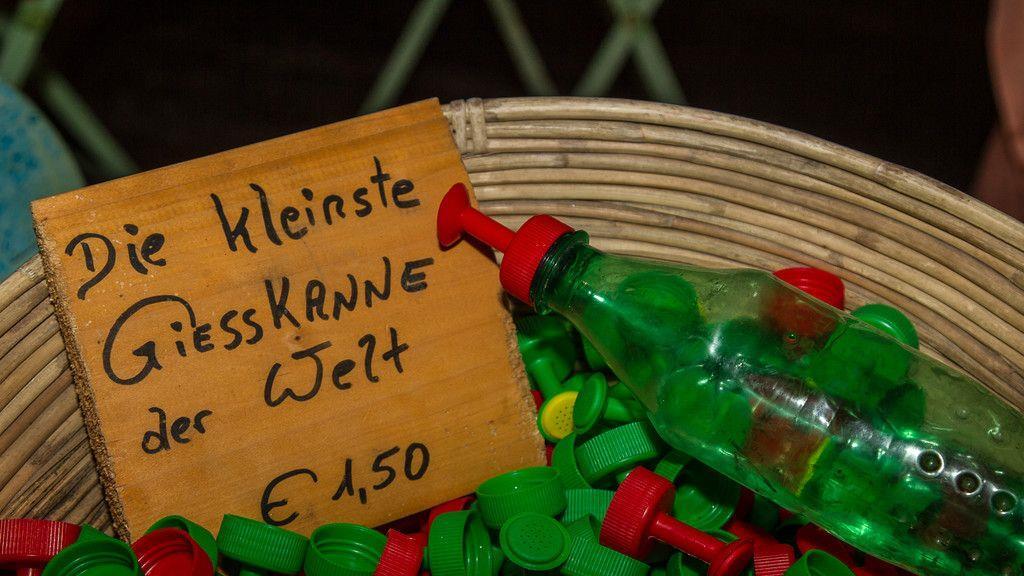 Die kleinste
GiessKANNE
der Welt
€ 1,50